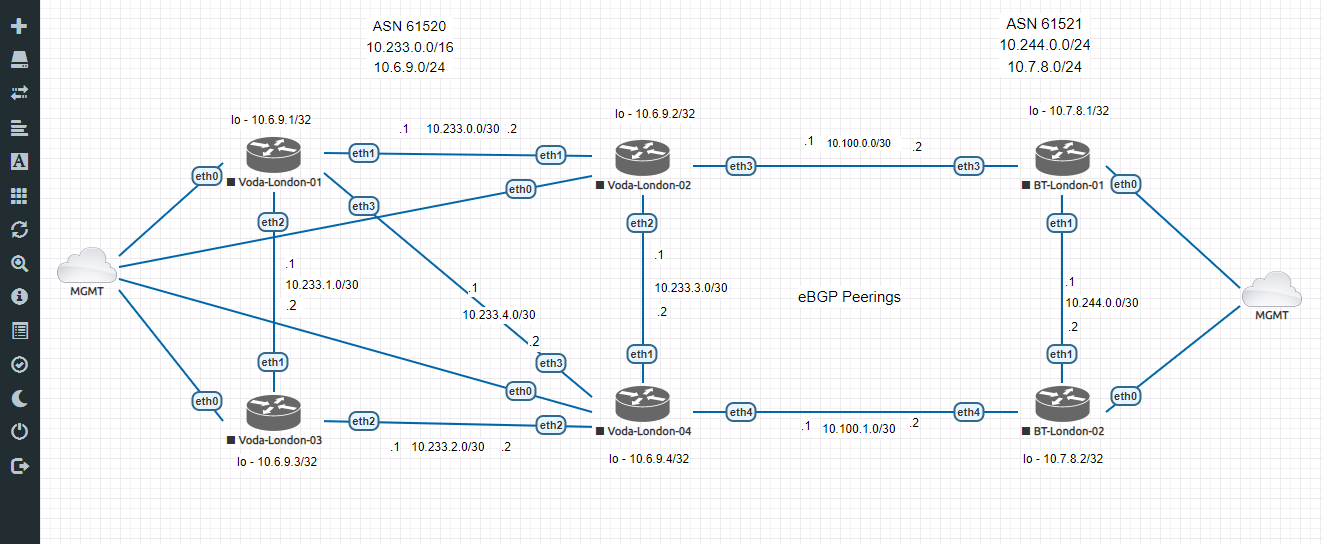 ASN 61520
10.233.0.0/16
10.6.9.0/24
ASN 61521
10.244.0.0/24
10.7.8.0/24
lo - 10.6.9.1/32
lo - 10.6.9.2/32
lo - 10.7.8.1/32
.1 10.233.0.0/30 .2
.1 10.100.0.0/30 .2
eth1
eth1
eth3
eth3
eth0
Voda-London-01
eth0
Voda-London-02
BT-London-01
eth0
eth2
eth3
eth2
eth1
.1
10.233.1.0/30
.2
.1
10.233.4.0/30
.2
.1
10.233.3.0/30
.2
eBGP Peerings
.1
10.244.0.0/30
.2
MGMT
MGMT
eth1
eth3
eth1
eth1
eth0
eth0
eth0
eth2
eth2
eth4
eth4
Voda-London-03
Voda-London-04
BT-London-02
.1 10.233.2.0/30 .2
.1 10.100.1.0/30 .2
lo - 10.6.9.3/32
lo - 10.6.9.4/32
lo - 10.7.8.2/32
A